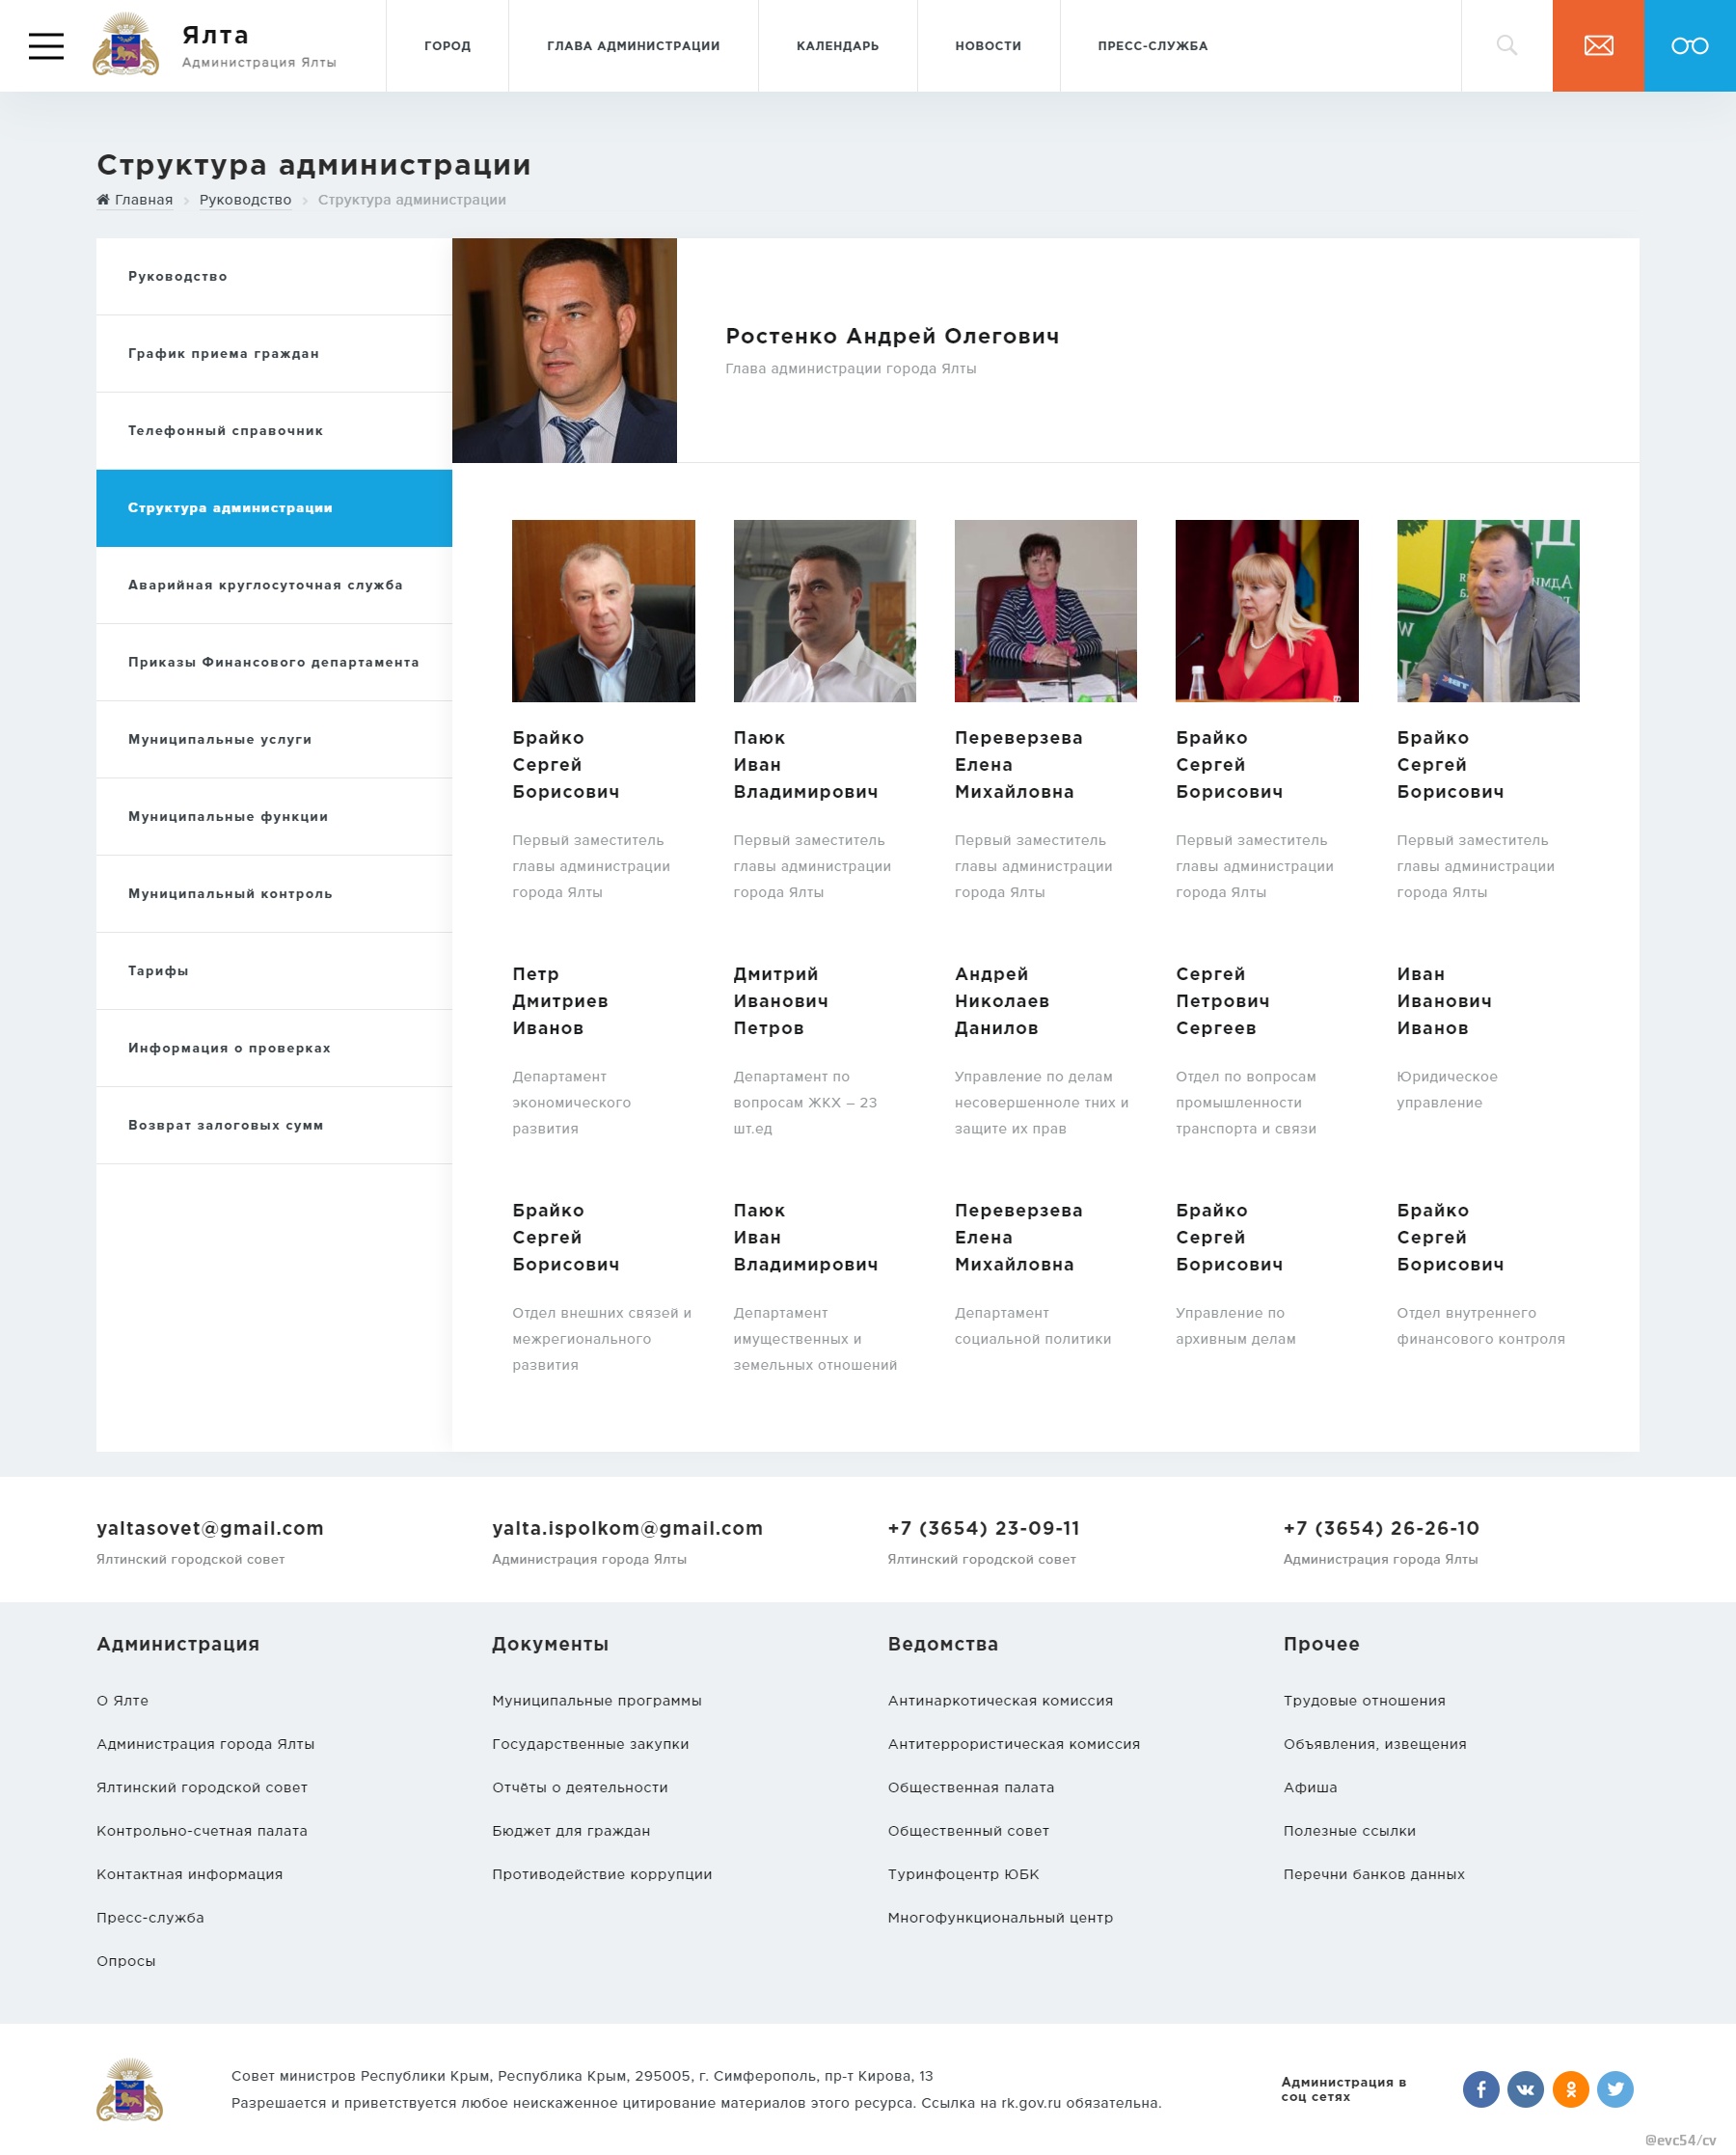 Ялта
Администрация Ялты
ГОРОД
ГЛАВА АДМИНИСТРАЦИИ
КАЛЕНДАРЬ
НОВОСТИ
ПРЕСС-СЛУЖБА
Структура администрации
Главная
Руководство
Структура администрации
Руководство
График приема граждан
Телефонный справочник
Структура администрации
Аварийная круглосуточная служба
Приказы Финансового департамента
Муниципальные услуги
Муниципальные функции
Муниципальный контроль
Тарифы
Информация о проверках
Возврат залоговых сумм
Ростенко Андрей Олегович
Глава администрации города Ялты
Брайко
Сергей
Борисович
Первый заместитель
главы администрации
города Ялты
Паюк
Иван
Владимирович
Первый заместитель
главы администрации
города Ялты
Переверзева
Елена
Михайловна
Первый заместитель
главы администрации
города Ялты
Брайко
Сергей
Борисович
Первый заместитель
главы администрации
города Ялты
Брайко
Сергей
Борисович
Первый заместитель
главы администрации
города Ялты
Петр
Дмитриев
Иванов
Департамент
экономического
развития
Дмитрий
Иванович
Петров
Департамент по
вопросам ЖКХ – 23
шт.ед
Андрей
Николаев
Данилов
Управление по делам
несовершенноле тних и
защите их прав
Сергей
Петрович
Сергеев
Отдел по вопросам
промышленности
транспорта и связи
Иван
Иванович
Иванов
Юридическое
управление
Брайко
Сергей
Борисович
Отдел внешних связей и
межрегионального
развития
Паюк
Иван
Владимирович
Департамент
имущественных и
земельных отношений
Переверзева
Елена
Михайловна
Департамент
социальной политики
Брайко
Сергей
Борисович
Управление по
архивным делам
Брайко
Сергей
Борисович
Отдел внутреннего
финансового контроля
yaltasovet@gmail.com
Ялтинский городской совет
yalta.ispolkom@gmail.com
Администрация города Ялты
+7 (3654) 23-09-11
Ялтинский городской совет
+7 (3654) 26-26-10
Администрация города Ялты
Администрация
О Ялте
Администрация города Ялты
Ялтинский городской совет
Контрольно-счетная палата
Контактная информация
Пресс-служба
Опросы
Документы
Муниципальные программы
Государственные закупки
Отчёты о деятельности
Бюджет для граждан
Противодействие коррупции
Ведомства
Антинаркотическая комиссия
Антитеррористическая комиссия
Общественная палата
Общественный совет
Туринфоцентр ЮБК
Многофункциональный центр
Прочее
Трудовые отношения
Объявления, извещения
Афиша
Полезные ссылки
Перечни банков данных
Совет министров Республики Крым, Республика Крым, 295005, г. Симферополь, пр-т Кирова, 13
Разрешается и приветствуется любое неискаженное цитирование материалов этого ресурса. Ссылка на rk.gov.ru обязательна.
Администрация в
соц сетях
@evc54/cv